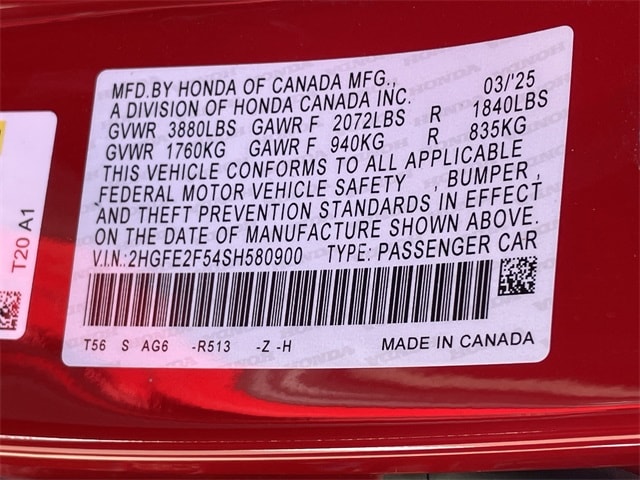 MFD.BY HONDA OF CANADA MFG., 03/'25
A DIVISION OF HONDA CANADA INC.
GVWR 3880LBS GAWR F 2072LBS R 1840LBS
GVWR 1760KG GAWR F 940KG R 835KG
THIS VEHICLE CONFORMS TO ALL APPLICABLE
FEDERAL MOTOR VEHICLE SAFETY , BUMPER ,
AND THEFT PREVENTION STANDARDS IN EFFECT
ON THE DATE OF MANUFACTURE SHOWN ABOVE.
V.I.N.:2HGFE2F54SH580900 TYPE: PASSENGER CAR
T56 S AG6 -R513 -Z -H MADE IN CANADA
T20 A1